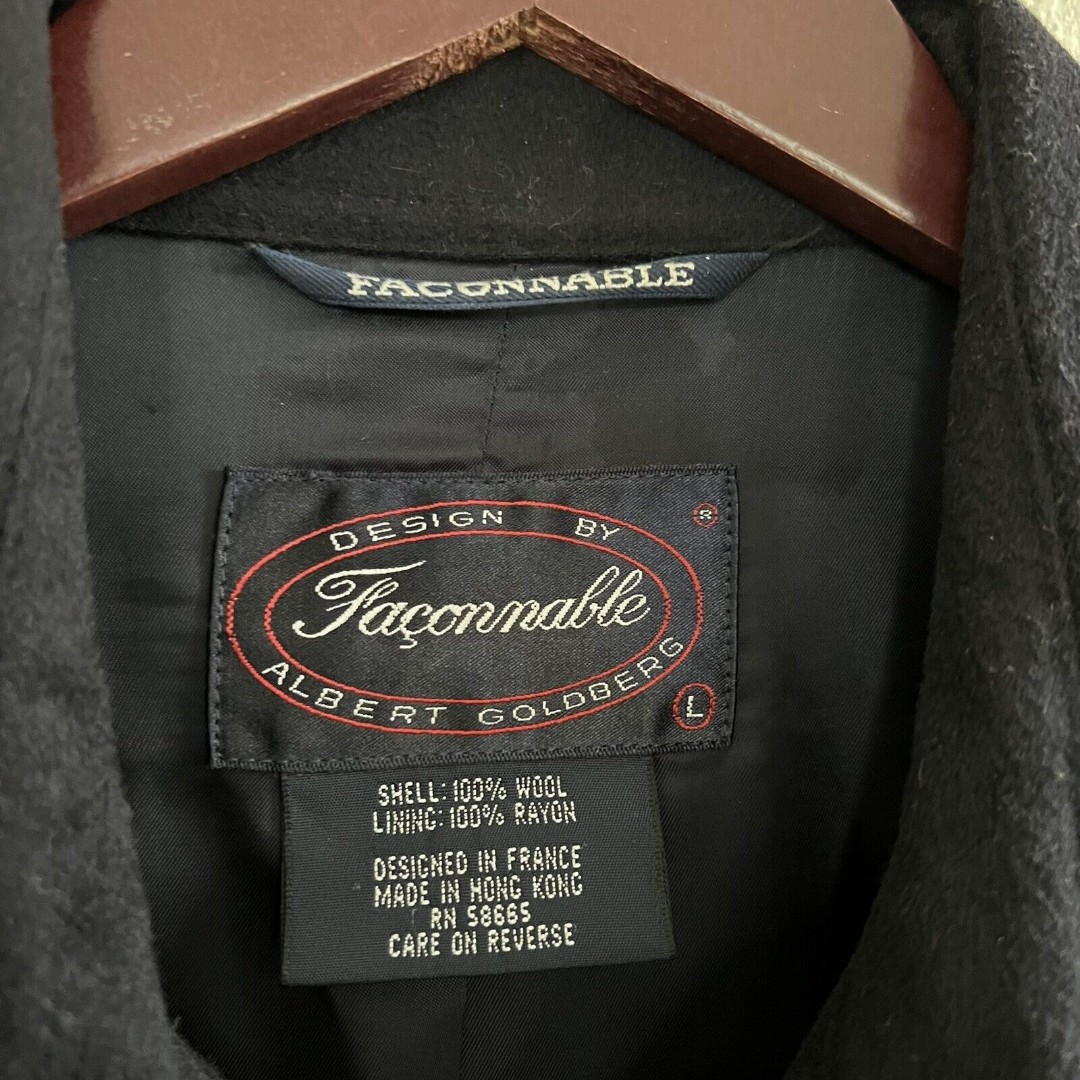 FACONNABLE
DESIGN BY
®
Façonnable
ALBERT GOLDBERG
L
SHELL: 100% WOOL
LINING: 100% RAYON
DESIGNED IN FRANCE
MADE IN HONG KONG
RN 58665
CARE ON REVERSE